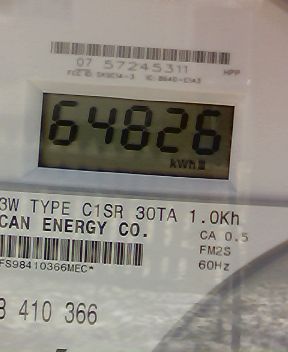 07 57245311
HPP
64826
kWh
3W TYPE C1SR 30TA 1.0Kh
CAN ENERGY CO.
CA 0.5
FM2S
60Hz
FS98410366MEC*
410 366